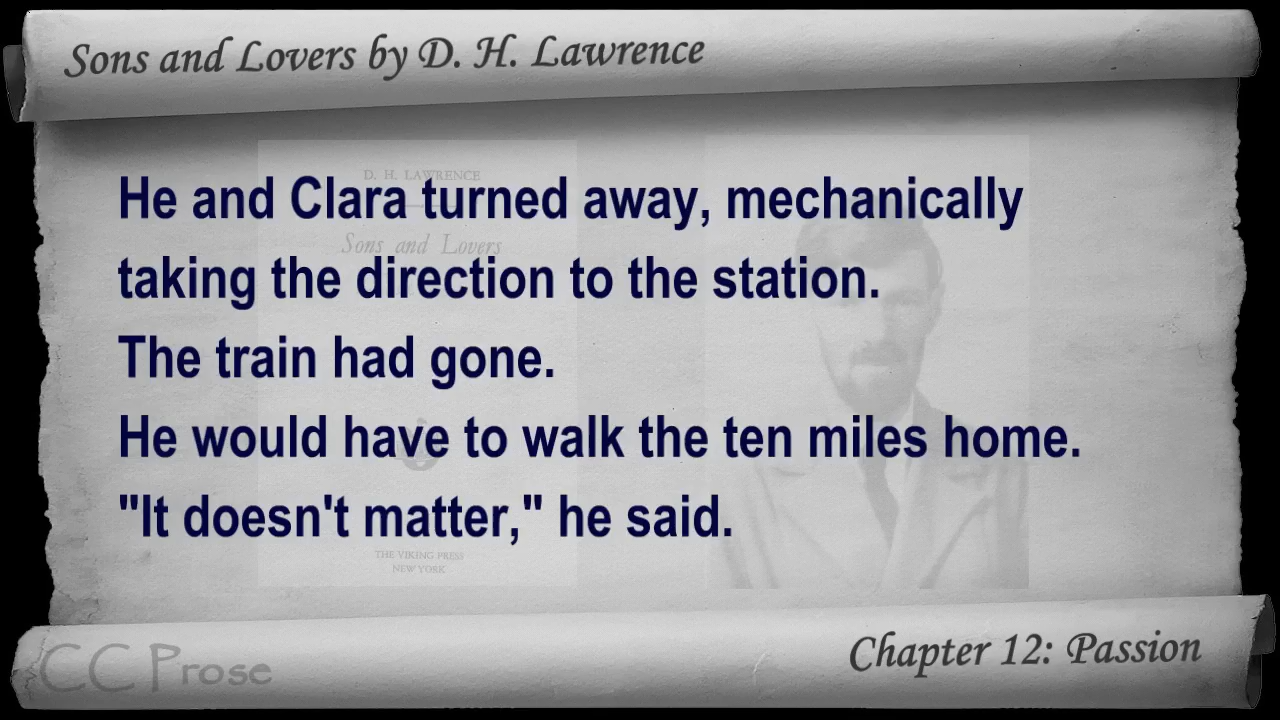 Sons and Lovers by D. H. Lawrence
D. H. LAWRENCE
Sons and Lovers
He and Clara turned away, mechanically
taking the direction to the station.
The train had gone.
He would have to walk the ten miles home.
"It doesn't matter," he said.
THE VIKING PRESS
NEW YORK
CC Prose
Chapter 12: Passion